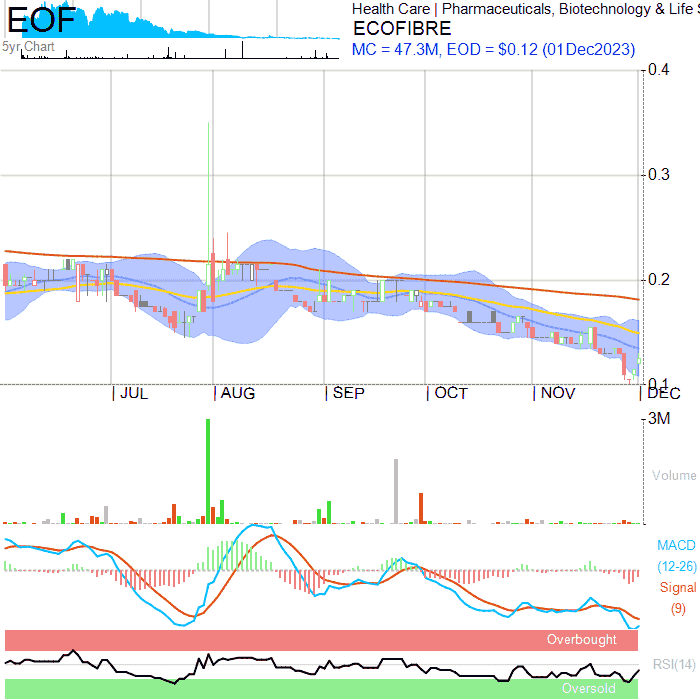 EOF
5yr Chart
Health Care | Pharmaceuticals, Biotechnology & Life S
ECOFIBRE
MC = 47.3M, EOD = $0.12 (01Dec2023)
0.4
0.3
0.2
0.1
JUL AUG SEP OCT NOV DEC
3M
Volume
MACD
(12-26)
Signal
(9)
Overbought
RSI(14)
Oversold